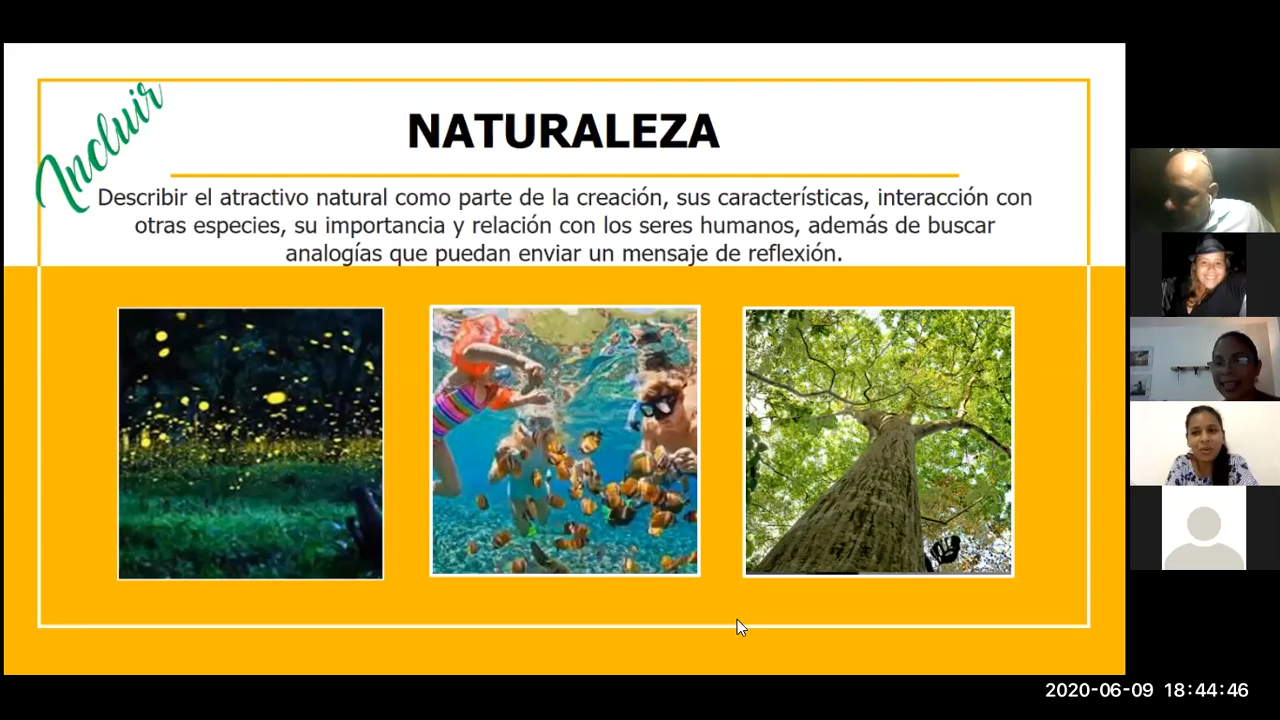 Incluir
NATURALEZA
Describir el atractivo natural como parte de la creación, sus características, interacción con
otras especies, su importancia y relación con los seres humanos, además de buscar
analogías que puedan enviar un mensaje de reflexión.
2020-06-09 18:44:46